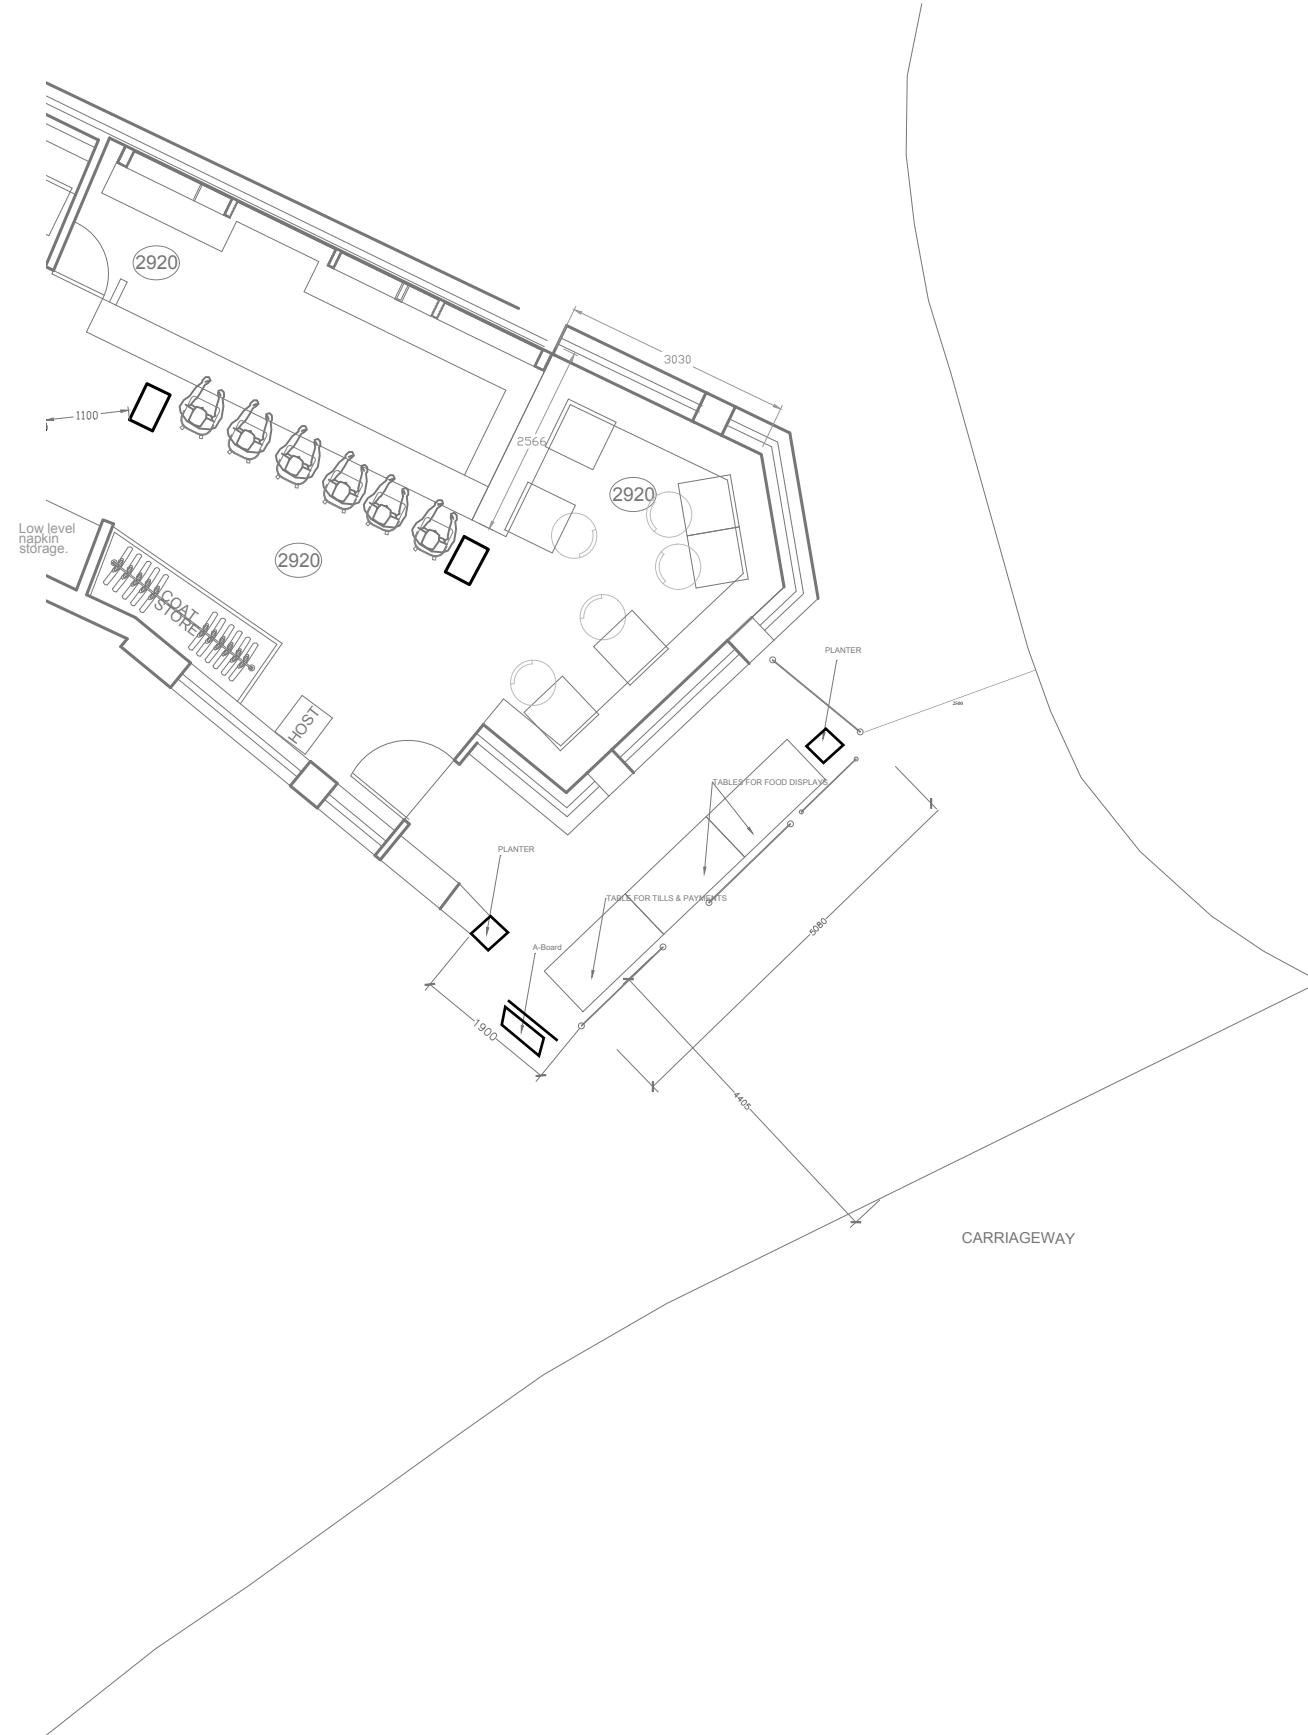 2920
3030
2566
1100
2920
Low level
napkin
storage.
2920
COAT
STORE
PLANTER
HOST
TABLES FOR FOOD DISPLAYS
PLANTER
TABLE FOR TILLS & PAYMENTS
5080
A-Board
1900
4405
CARRIAGEWAY